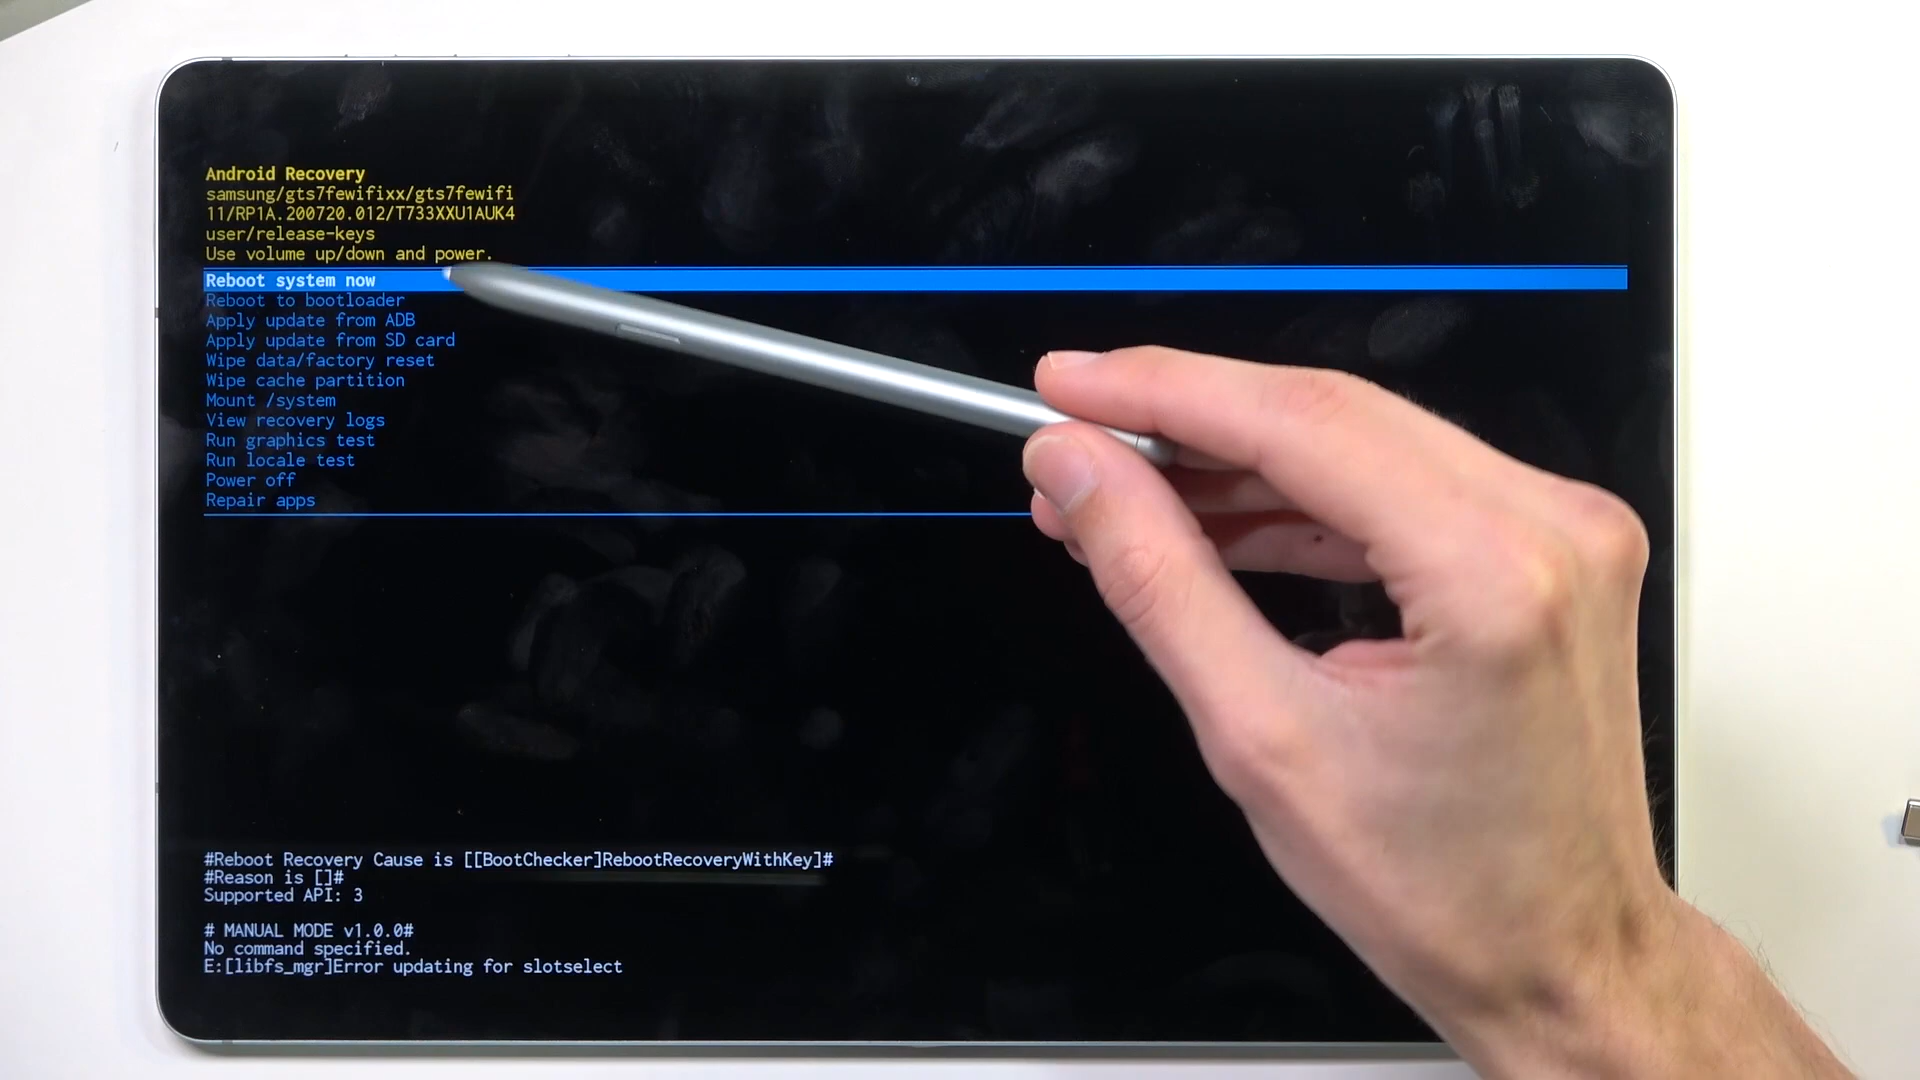 Android Recovery
samsung/gts7fewifixx/gts7fewifi
11/RP1A.200720.012/T733XXU1AUK4
user/release-keys
Use volume up/down and power.
Reboot system now
Reboot to bootloader
Apply update from ADB
Apply update from SD card
Wipe data/factory reset
Wipe cache partition
Mount /system
View recovery logs
Run graphics test
Run locale test
Power off
Repair apps
#Reboot Recovery Cause is [[BootChecker]RebootRecoveryWithKey]#
#Reason is []#
Supported API: 3
# MANUAL MODE v1.0.0#
No command specified.
E:[libfs_mgr]Error updating for slotselect